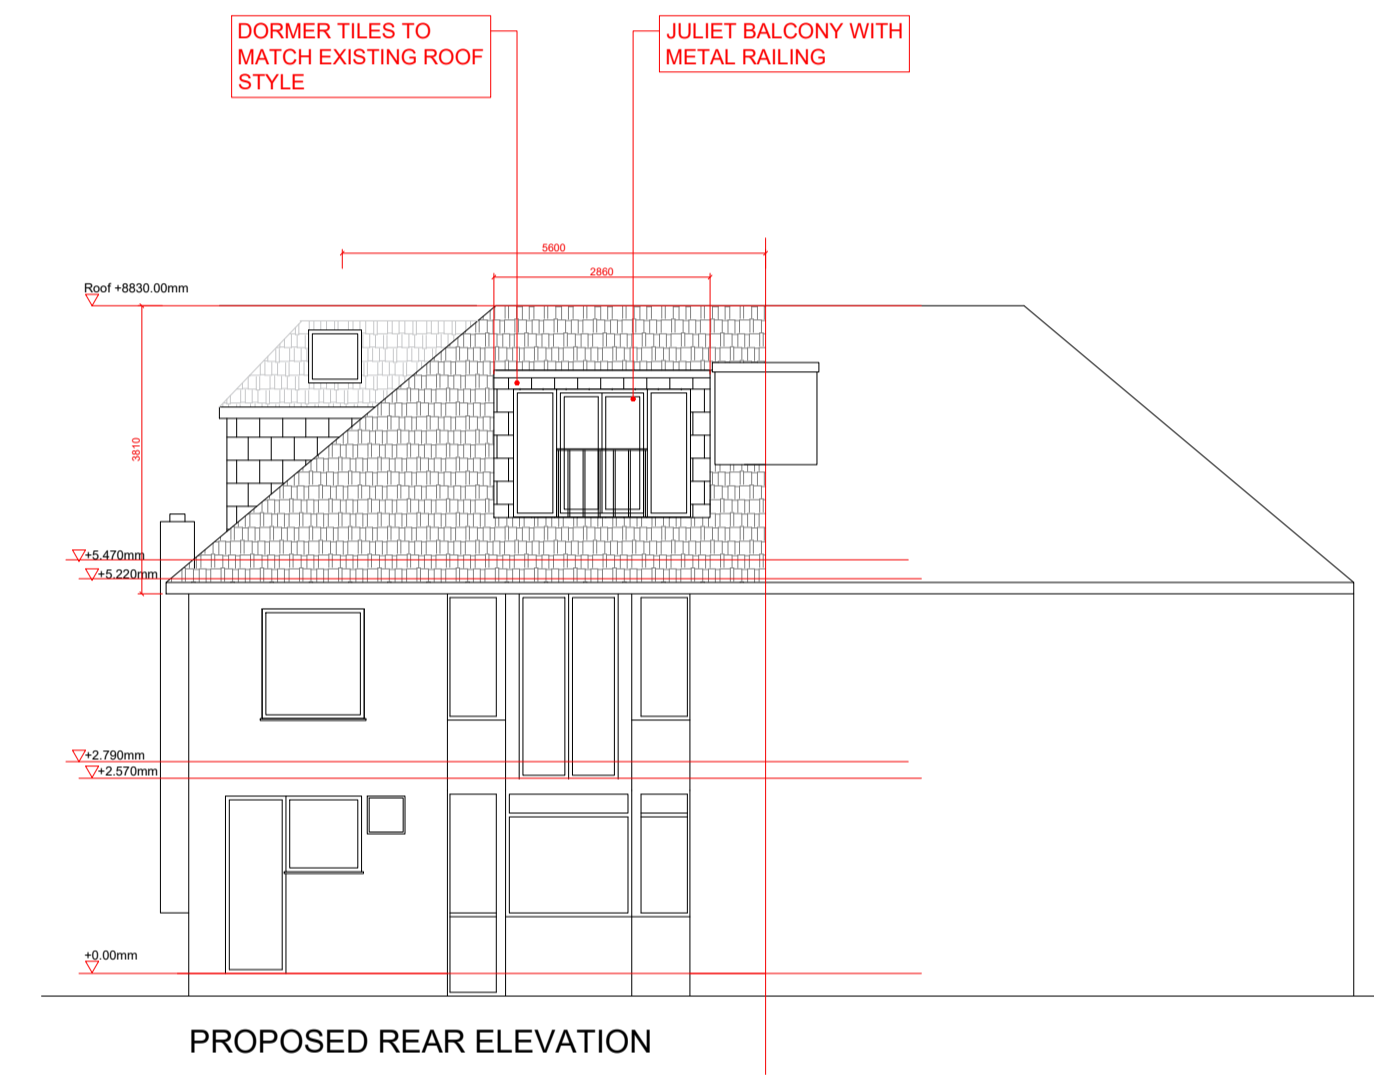 DORMER TILES TO
MATCH EXISTING ROOF
STYLE
JULIET BALCONY WITH
METAL RAILING
5600
2860
Roof +8830.00mm
3810
+5.470mm
+5.220mm
+2.790mm
+2.570mm
+0.00mm
PROPOSED REAR ELEVATION